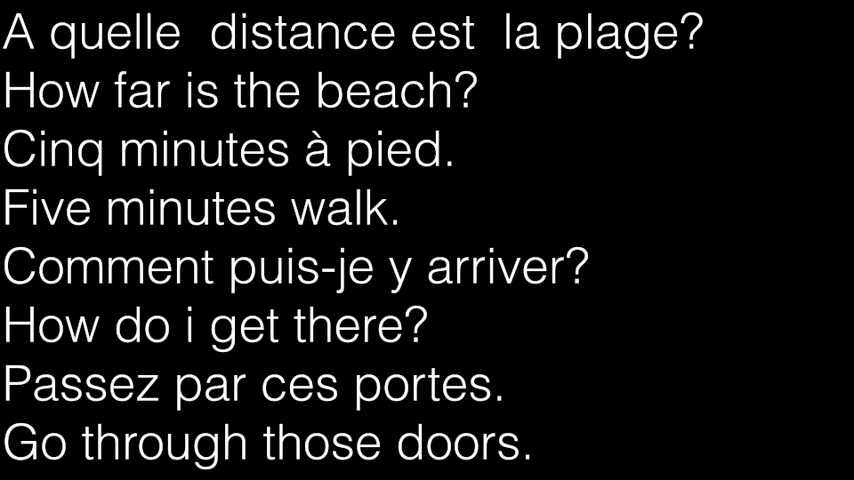 A quelle  distance est  la plage?
How far is the beach?
Cinq minutes à pied.
Five minutes walk.
Comment puis-je y arriver?
How do i get there?
Passez par ces portes.
Go through those doors.